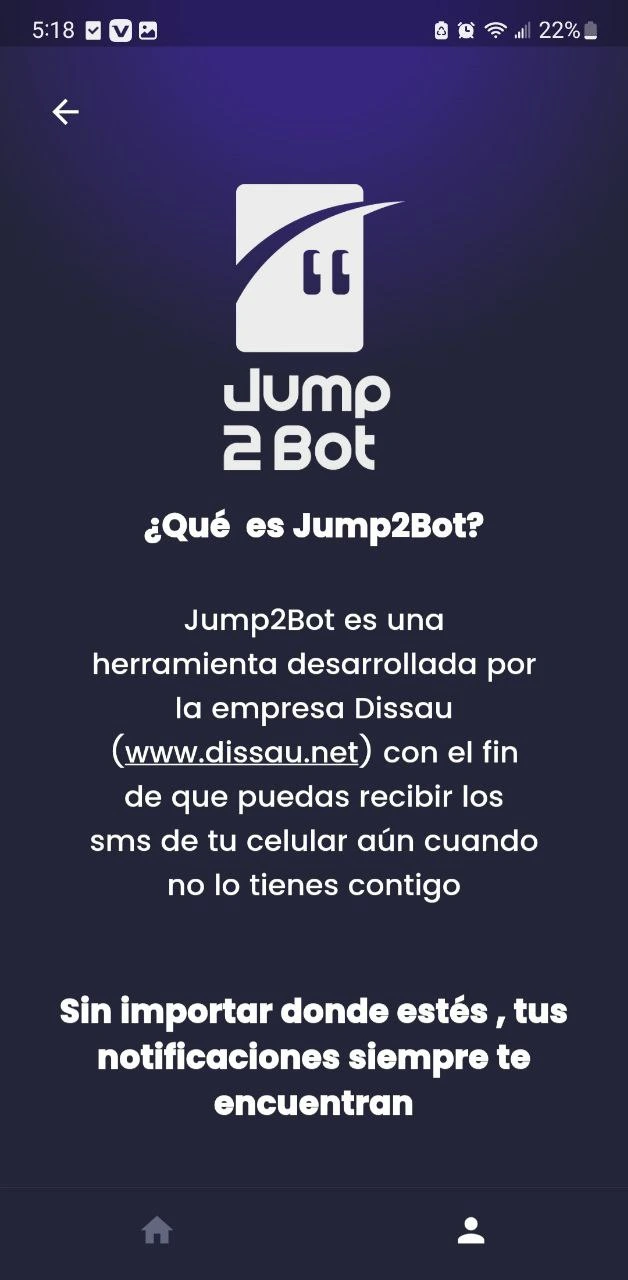 5:18
22%
Jump
2 Bot
¿Qué es Jump2Bot?
Jump2Bot es una
herramienta desarrollada por
la empresa Dissau
(www.dissau.net) con el fin
de que puedas recibir los
sms de tu celular aún cuando
no lo tienes contigo
Sin importar donde estés , tus
notificaciones siempre te
encuentran